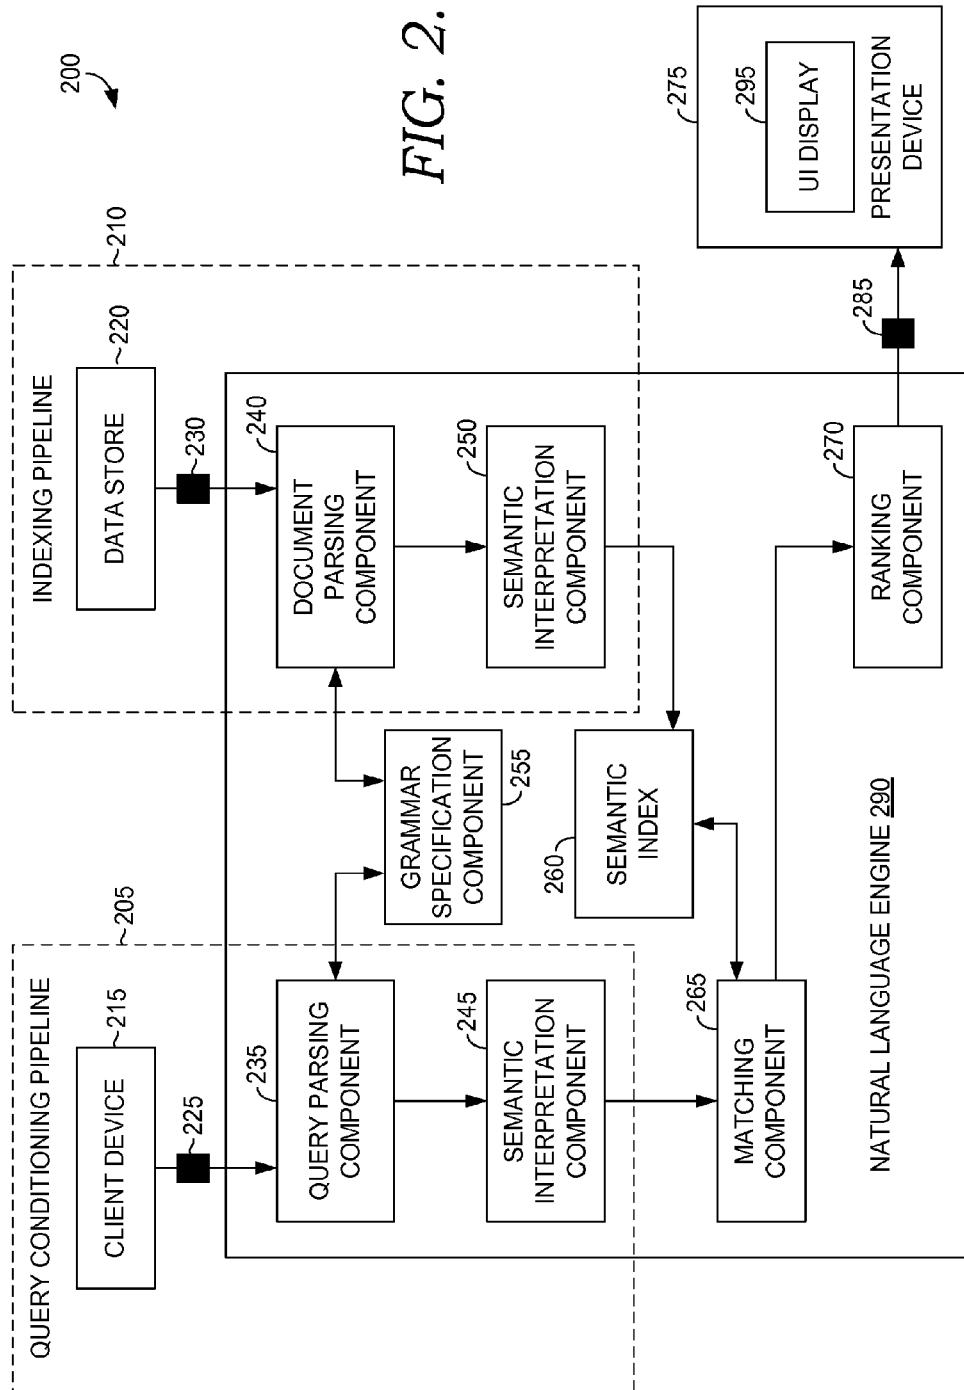 200
FIG. 2.
QUERY CONDITIONING PIPELINE
205
CLIENT DEVICE
215
225
QUERY PARSING
COMPONENT
235
SEMANTIC
INTERPRETATION
COMPONENT
245
MATCHING
COMPONENT
265
GRAMMAR
SPECIFICATION
COMPONENT
255
SEMANTIC
INDEX
260
INDEXING PIPELINE
210
DATA STORE
220
230
DOCUMENT
PARSING
COMPONENT
240
SEMANTIC
INTERPRETATION
COMPONENT
250
RANKING
COMPONENT
270
NATURAL LANGUAGE ENGINE 290
285
275
295
UI DISPLAY
PRESENTATION
DEVICE